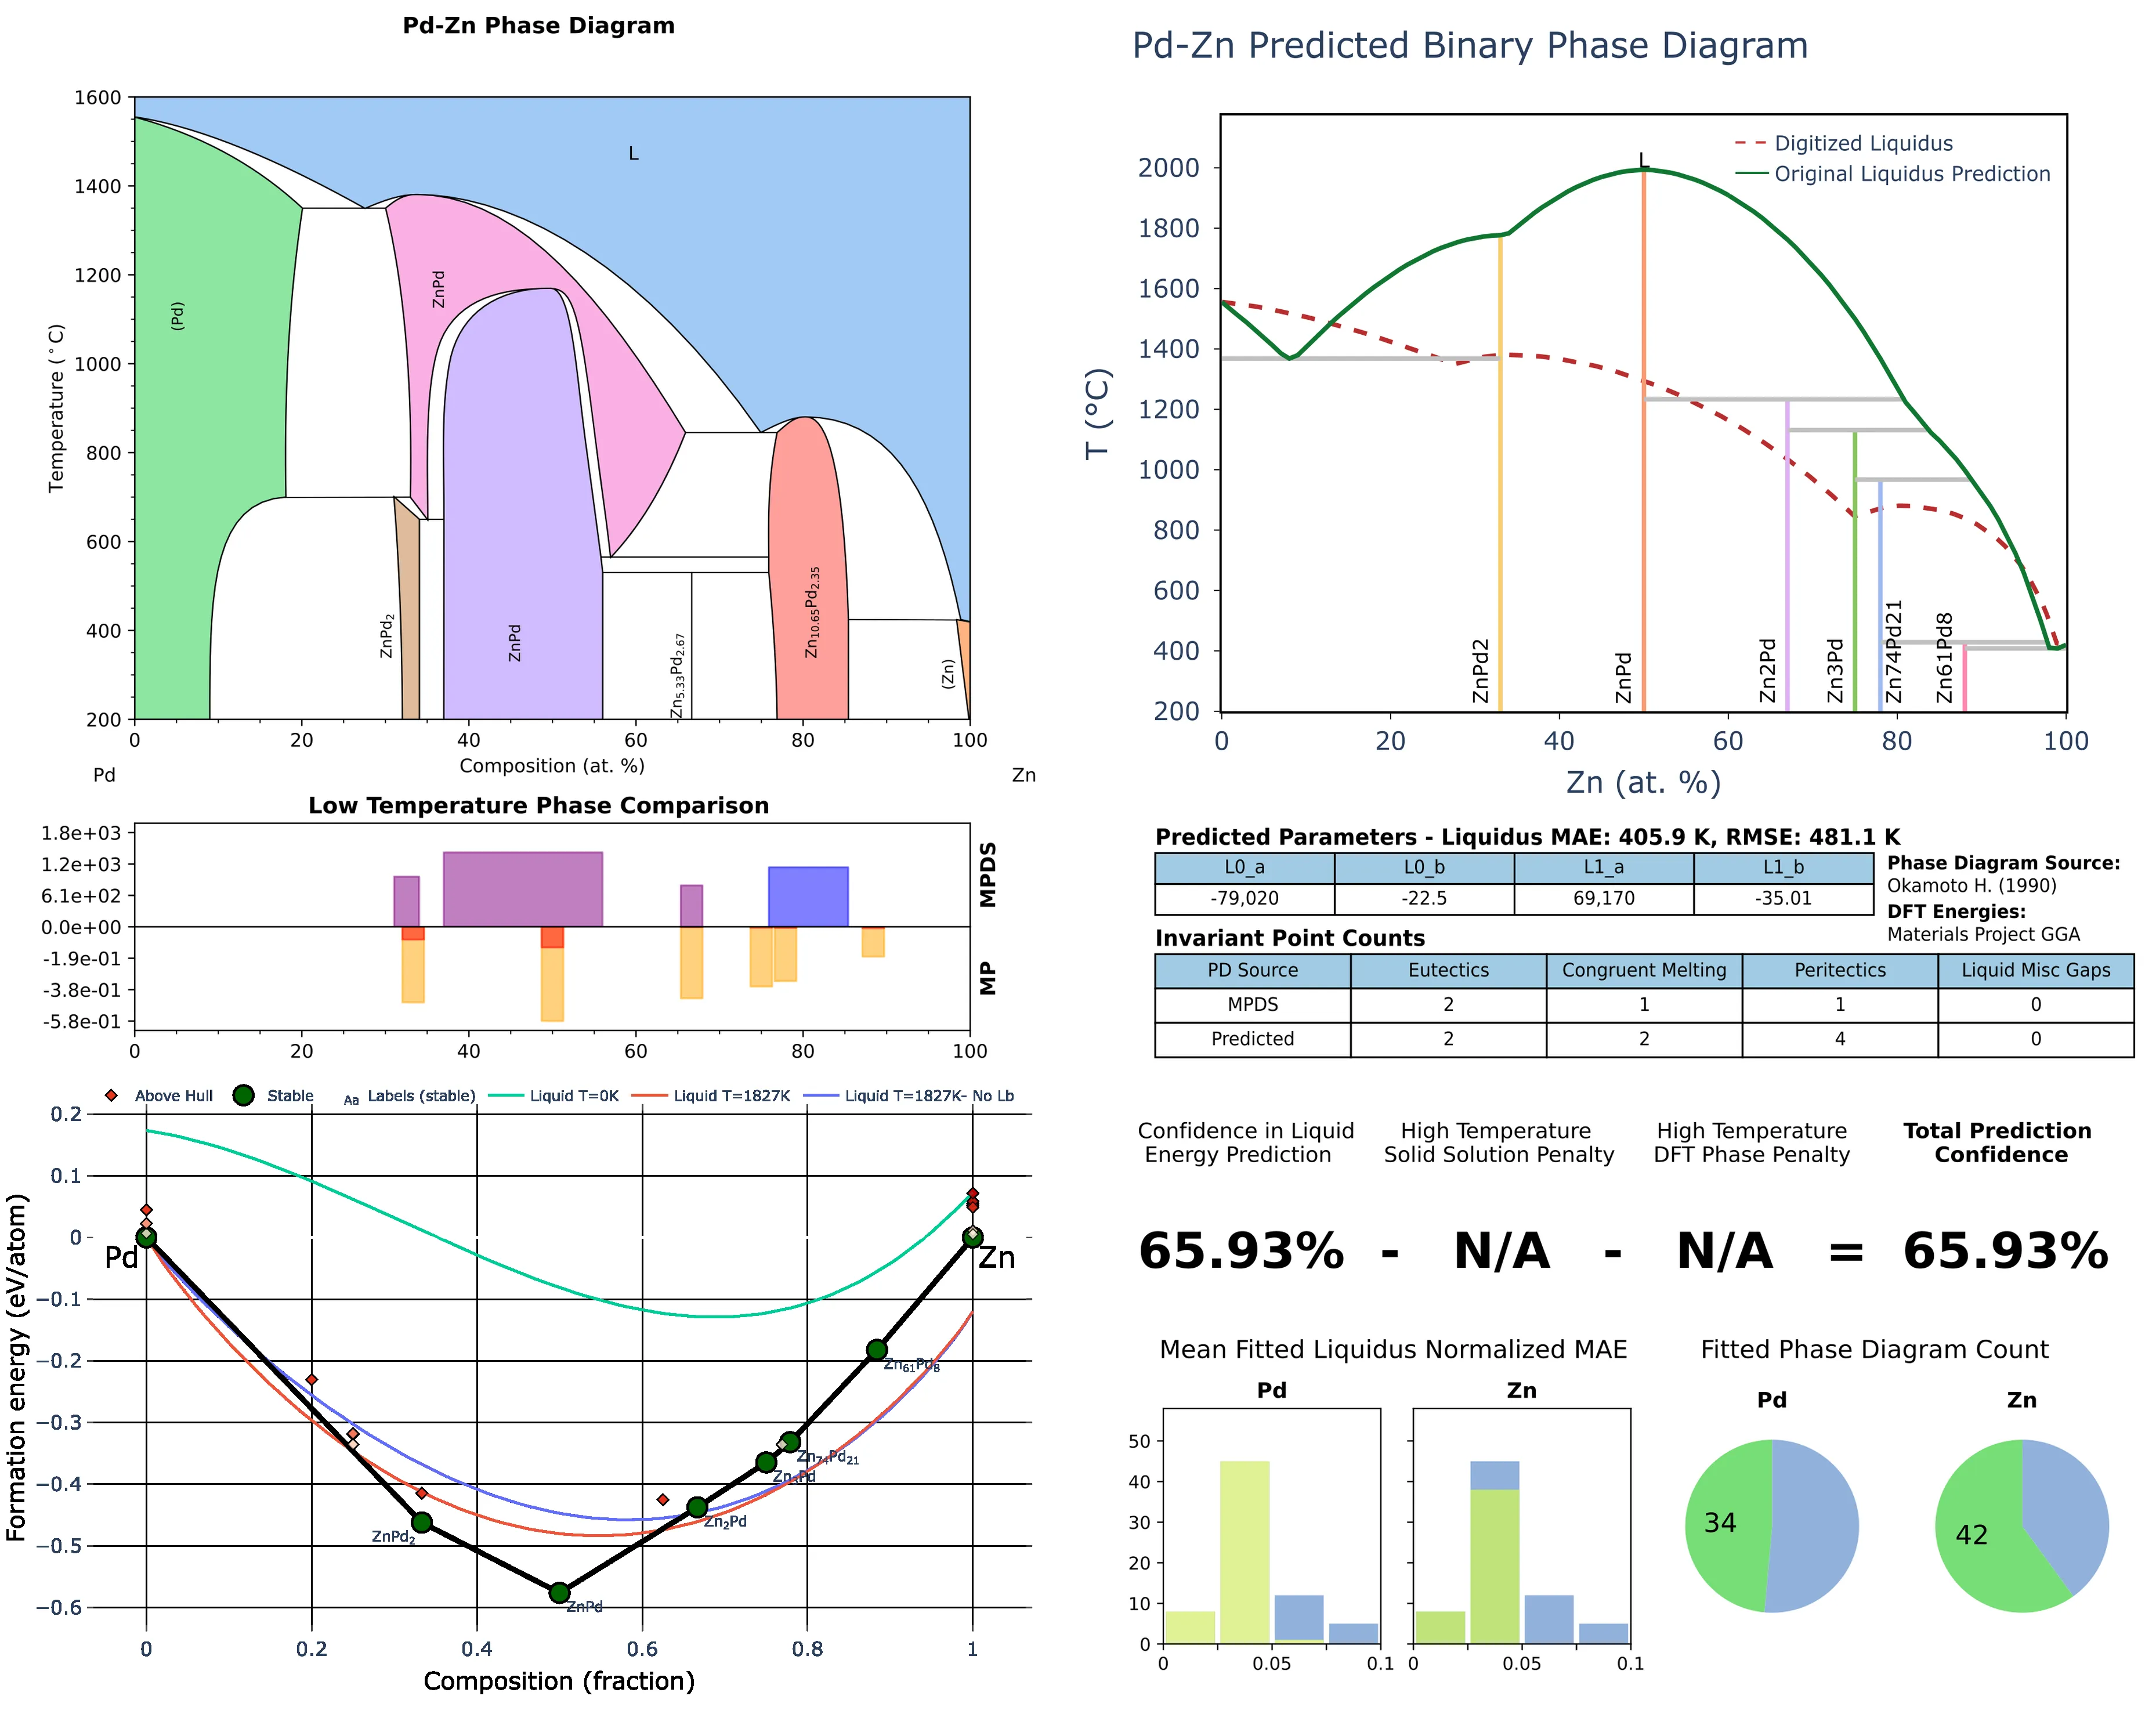 Pd-Zn Phase Diagram
1600
1400
1200
1000
800
600
400
200
Temperature (°C)
L
(Pd)
ZnPd
ZnPd2
ZnPd
Zn5.33Pd2.67
Zn10.65Pd2.35
(Zn)
0 20 40 60 80 100
Composition (at. %)
Pd Zn
Low Temperature Phase Comparison
1.8e+03
1.2e+03
6.1e+02
0.0e+00
-1.9e-01
-3.8e-01
-5.8e-01
MPDS
MP
0 20 40 60 80 100
Above Hull Stable Aa Labels (stable) Liquid T=0K Liquid T=1827K Liquid T=1827K- No Lb
0.2
0.1
0
−0.1
−0.2
−0.3
−0.4
−0.5
−0.6
Formation energy (eV/atom)
Pd
Zn
Zn61Pd8
Zn74Pd21
Zn2Pd
ZnPd2
ZnPd
0 0.2 0.4 0.6 0.8 1
Composition (fraction)
Pd-Zn Predicted Binary Phase Diagram
Digitized Liquidus
Original Liquidus Prediction
L
2000
1800
1600
1400
1200
1000
800
600
400
200
T (°C)
ZnPd2
ZnPd
Zn2Pd
Zn3Pd
Zn74Pd21
Zn61Pd8
0 20 40 60 80 100
Zn (at. %)
Predicted Parameters - Liquidus MAE: 405.9 K, RMSE: 481.1 K
L0_a L0_b L1_a L1_b
-79,020 -22.5 69,170 -35.01
Phase Diagram Source:
Okamoto H. (1990)
DFT Energies:
Materials Project GGA
Invariant Point Counts
PD Source Eutectics Congruent Melting Peritectics Liquid Misc Gaps
MPDS 2 1 1 0
Predicted 2 2 4 0
Confidence in Liquid
Energy Prediction
High Temperature
Solid Solution Penalty
High Temperature
DFT Phase Penalty
Total Prediction
Confidence
65.93% - N/A - N/A = 65.93%
Mean Fitted Liquidus Normalized MAE
Pd Zn
50
40
30
20
10
0
0 0.05 0.1
0 0.05 0.1
Fitted Phase Diagram Count
Pd Zn
34
42